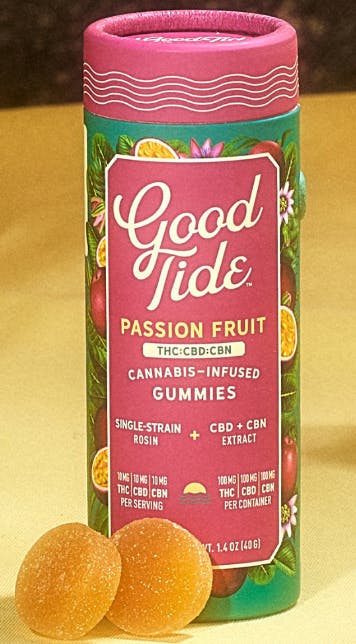 Good
Tide™
PASSION FRUIT
THC:CBD:CBN
CANNABIS-INFUSED
GUMMIES
SINGLE-STRAIN
ROSIN
+
CBD + CBN
EXTRACT
10 MG | 10 MG | 10 MG
THC | CBD | CBN
PER SERVING
100 MG | 100 MG | 100 MG
THC | CBD | CBN
PER CONTAINER
WT. 1.4 OZ (40 G)